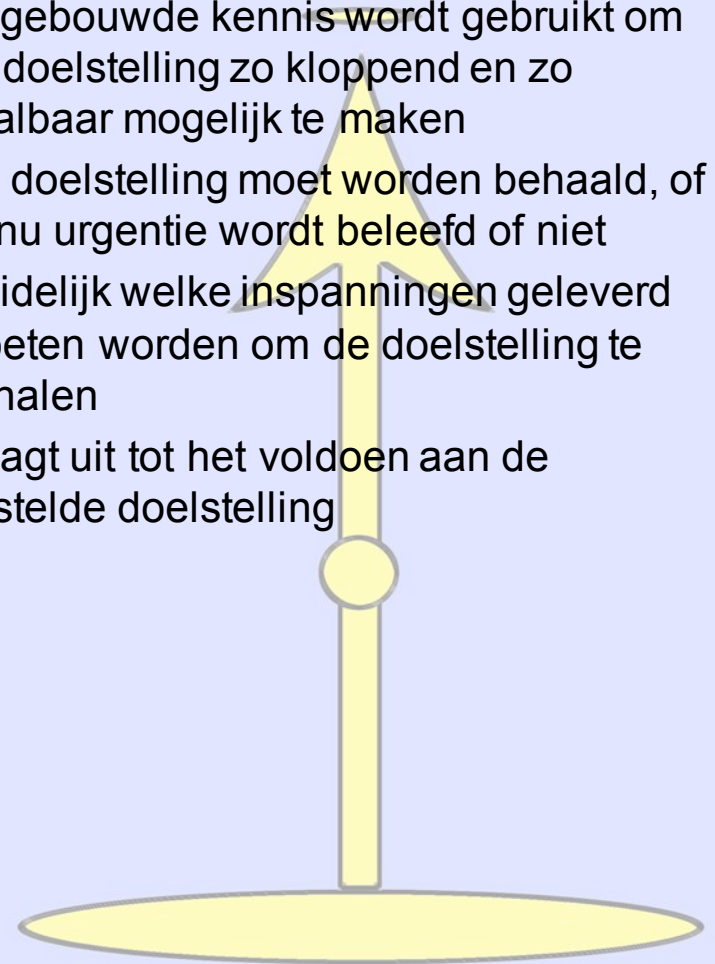 gebouwde kennis wordt gebruikt om
doelstelling zo kloppend en zo
albaar mogelijk te maken
doelstelling moet worden behaald, of
nu urgentie wordt beleefd of niet
idelijk welke inspanningen geleverd
eten worden om de doelstelling te
halen
agt uit tot het voldoen aan de
stelde doelstelling